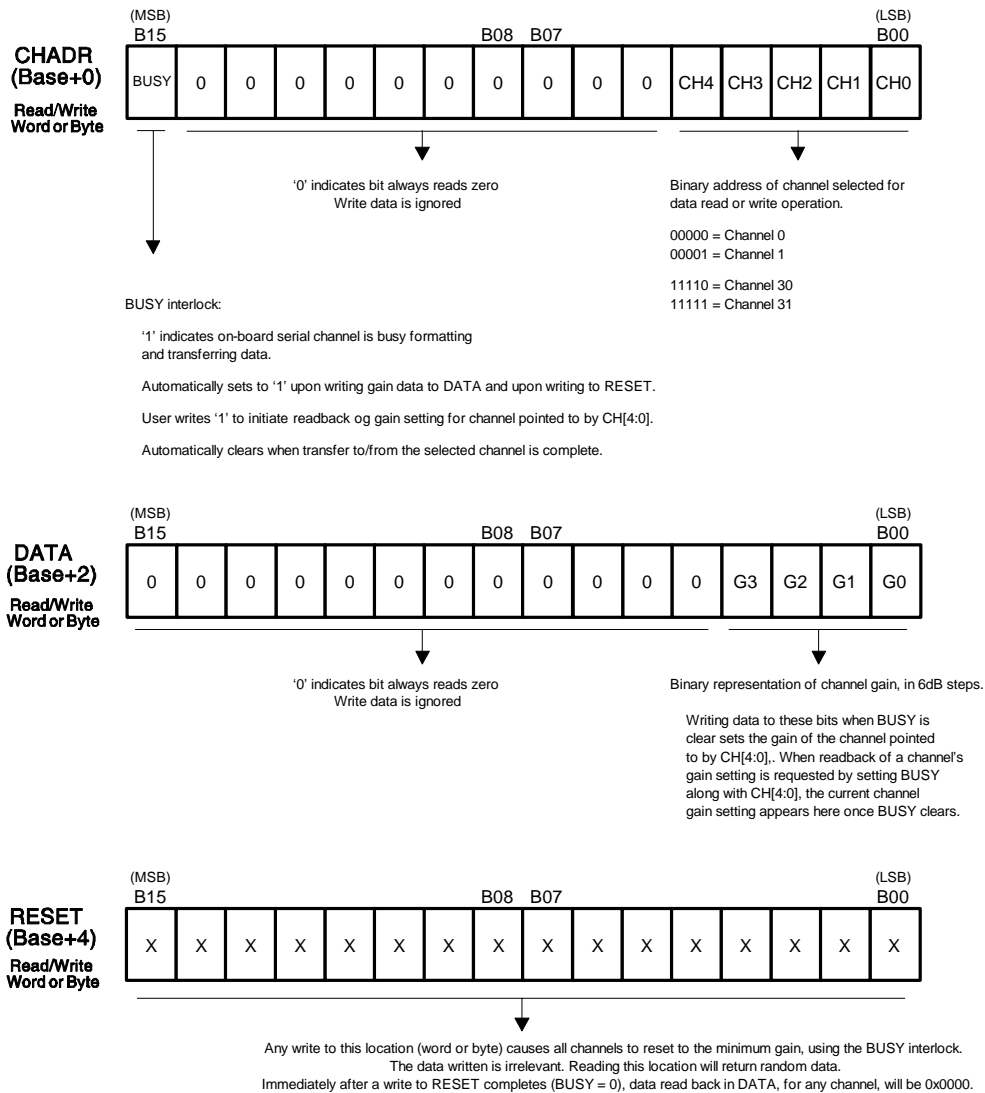 (MSB) (LSB)
B15 B08 B07 B00
CHADR
(Base+0)
Read/Write
Word or Byte
BUSY 0 0 0 0 0 0 0 0 0 0 CH4 CH3 CH2 CH1 CH0
‘0’ indicates bit always reads zero
Write data is ignored
Binary address of channel selected for
data read or write operation.
00000 = Channel 0
00001 = Channel 1
11110 = Channel 30
11111 = Channel 31
BUSY interlock:
‘1’ indicates on-board serial channel is busy formatting
and transferring data.
Automatically sets to ‘1’ upon writing gain data to DATA and upon writing to RESET.
User writes ‘1’ to initiate readback og gain setting for channel pointed to by CH[4:0].
Automatically clears when transfer to/from the selected channel is complete.
(MSB) (LSB)
B15 B08 B07 B00
DATA
(Base+2)
Read/Write
Word or Byte
0 0 0 0 0 0 0 0 0 0 0 0 G3 G2 G1 G0
‘0’ indicates bit always reads zero
Write data is ignored
Binary representation of channel gain, in 6dB steps.
Writing data to these bits when BUSY is
clear sets the gain of the channel pointed
to by CH[4:0],. When readback of a channel’s
gain setting is requested by setting BUSY
along with CH[4:0], the current channel
gain setting appears here once BUSY clears.
(MSB) (LSB)
B15 B08 B07 B00
RESET
(Base+4)
Read/Write
Word or Byte
X X X X X X X X X X X X X X X X
Any write to this location (word or byte) causes all channels to reset to the minimum gain, using the BUSY interlock.
The data written is irrelevant. Reading this location will return random data.
Immediately after a write to RESET completes (BUSY = 0), data read back in DATA, for any channel, will be 0x0000.